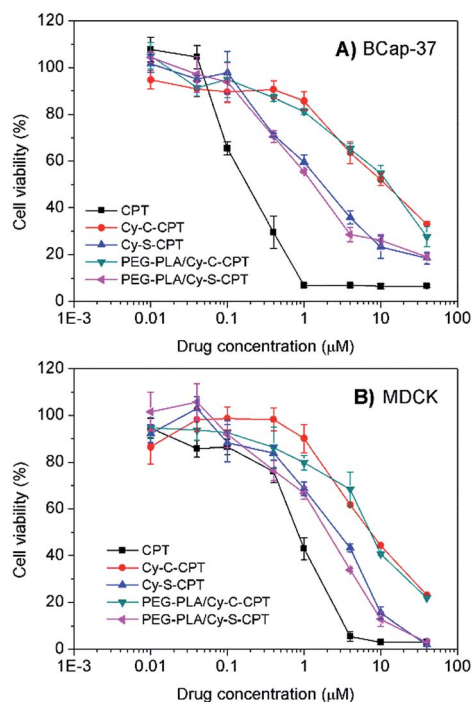 120
A) BCap-37
100
80
60
40
20
0
Cell viability (%)
CPT
Cy-C-CPT
Cy-S-CPT
PEG-PLA/Cy-C-CPT
PEG-PLA/Cy-S-CPT
1E-3 0.01 0.1 1 10 100
Drug concentration (μM)
120
B) MDCK
100
80
60
40
20
0
Cell viability (%)
CPT
Cy-C-CPT
Cy-S-CPT
PEG-PLA/Cy-C-CPT
PEG-PLA/Cy-S-CPT
1E-3 0.01 0.1 1 10 100
Drug concentration (μM)